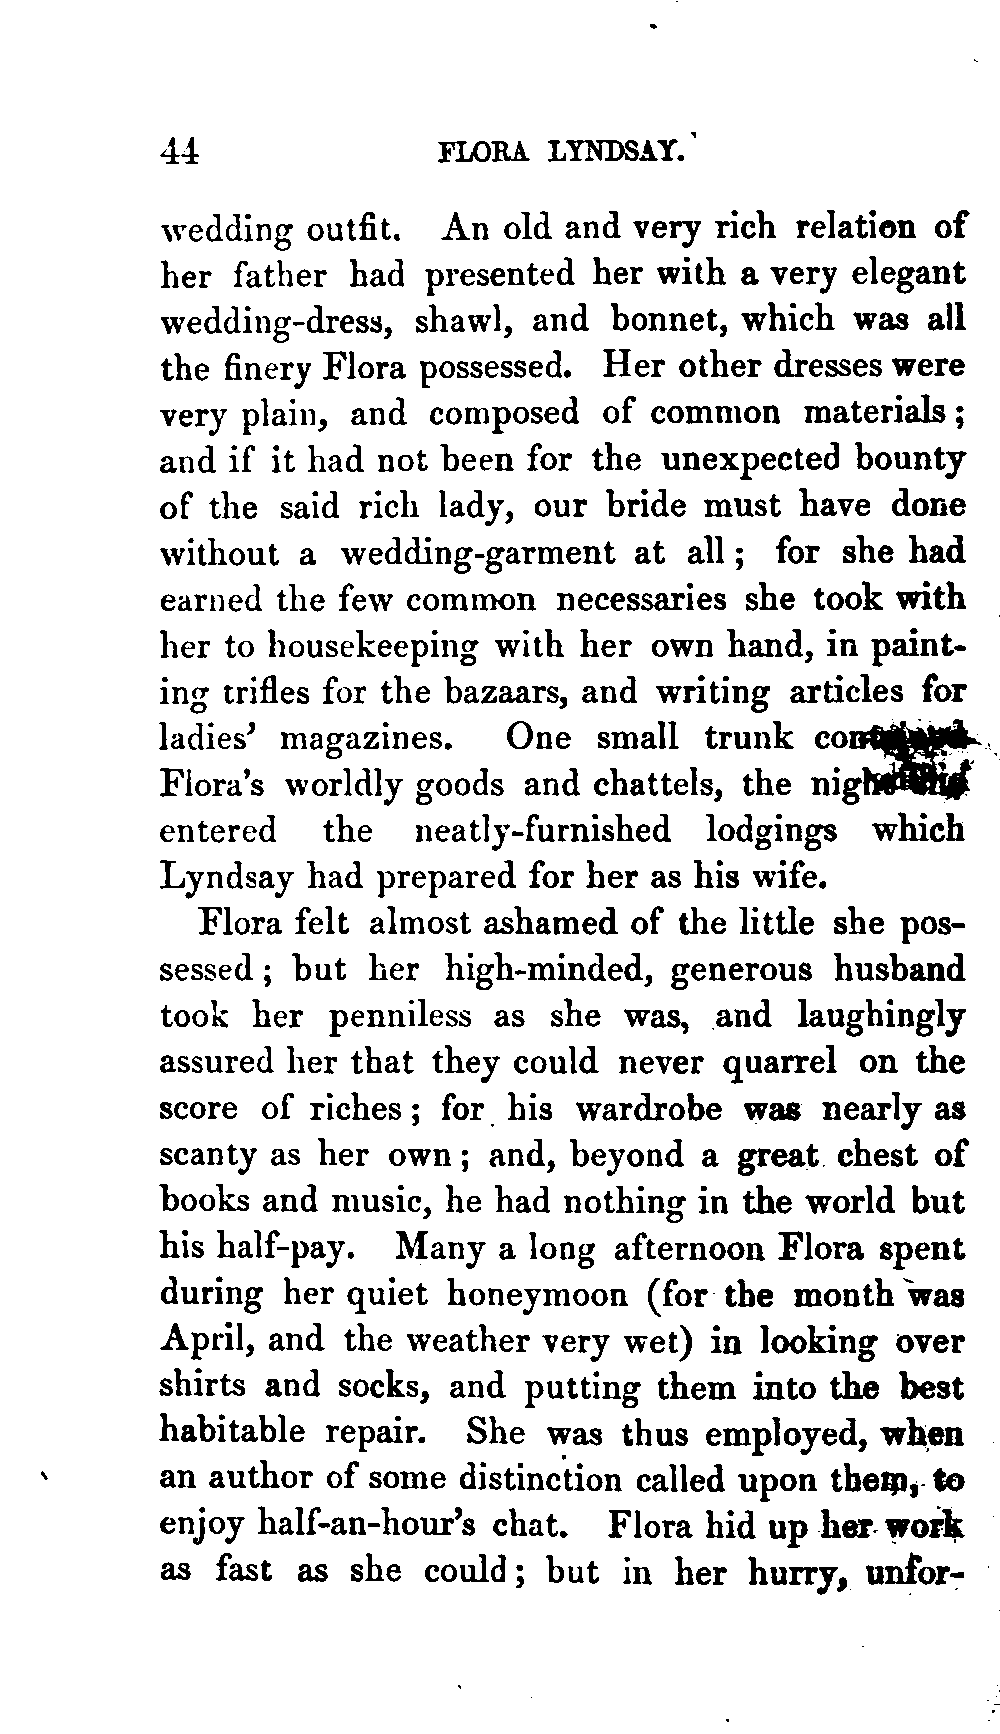 44 FLORA LYNDSAY.
wedding outfit. An old and very rich relation of
her father had presented her with a very elegant
wedding-dress, shawl, and bonnet, which was all
the finery Flora possessed. Her other dresses were
very plain, and composed of common materials;
and if it had not been for the unexpected bounty
of the said rich lady, our bride must have done
without a wedding-garment at all; for she had
earned the few common necessaries she took with
her to housekeeping with her own hand, in paint-
ing trifles for the bazaars, and writing articles for
ladies' magazines. One small trunk
Flora's worldly goods and chattels, the
entered the neatly-furnished lodgings which
Lyndsay had prepared for her as his wife.
Flora felt almost ashamed of the little she pos-
sessed; but her high-minded, generous husband
took her penniless as she was, and laughingly
assured her that they could never quarrel on the
score of riches; for his wardrobe was nearly as
scanty as her own; and, beyond a great chest of
books and music, he had nothing in the world but
his half-pay. Many a long afternoon Flora spent
during her quiet honeymoon (for the month was
April, and the weather very wet) in looking over
shirts and socks, and putting them into the best
habitable repair. She was thus employed, when
an author of some distinction called upon them, to
enjoy half-an-hour's chat. Flora hid up her work
as fast as she could; but in her hurry, unfor-